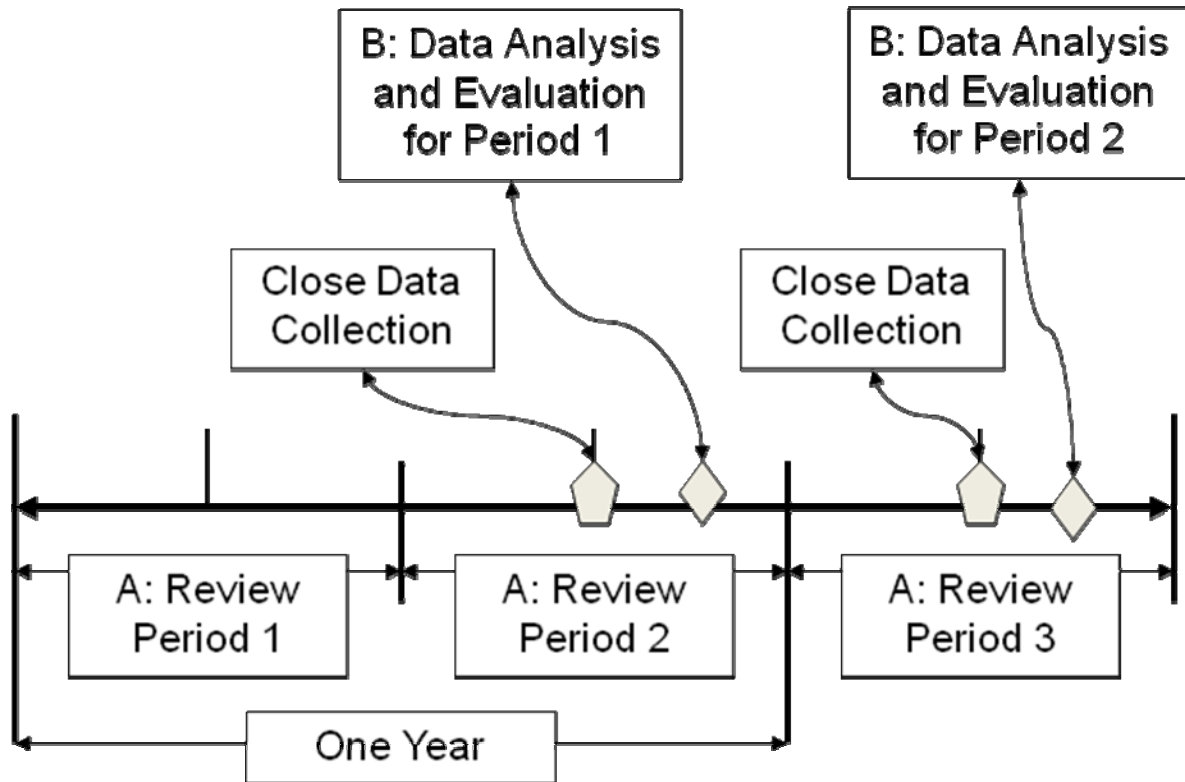 B: Data Analysis
and Evaluation
for Period 1
B: Data Analysis
and Evaluation
for Period 2
Close Data
Collection
Close Data
Collection
A: Review
Period 1
A: Review
Period 2
A: Review
Period 3
One Year